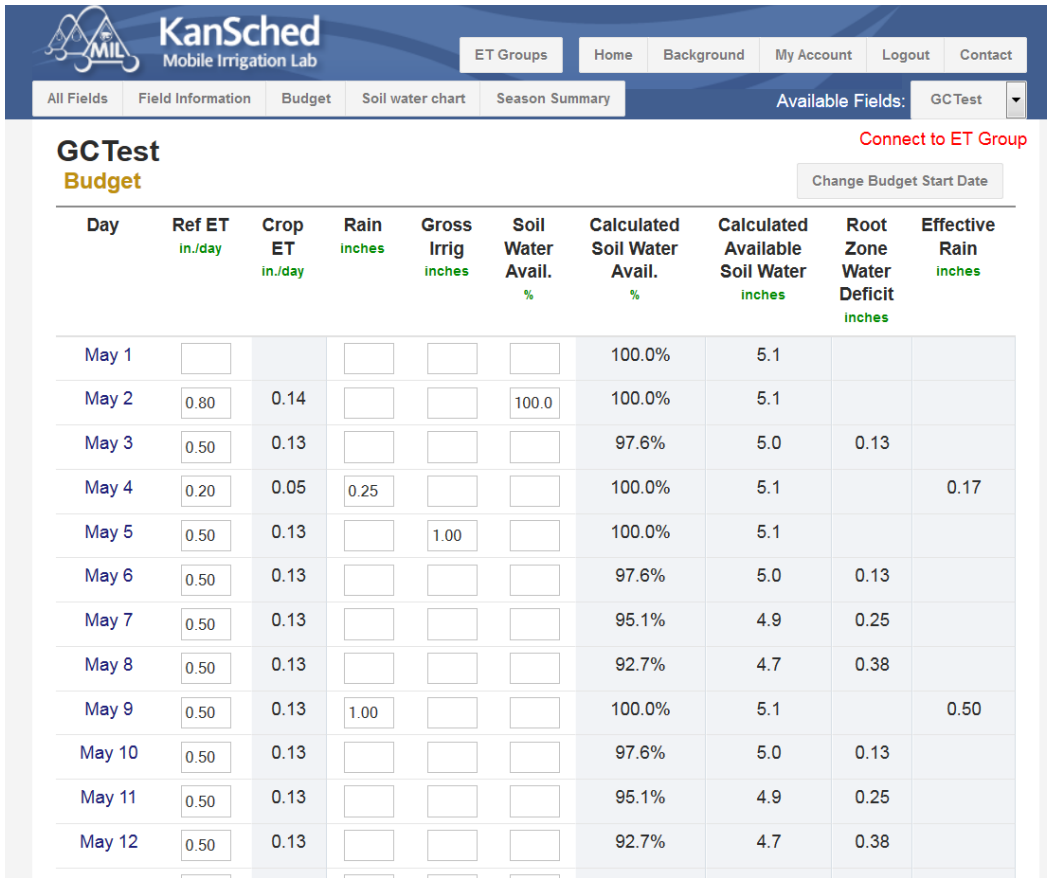 MIL
KanSched
Mobile Irrigation Lab
ET Groups Home Background My Account Logout Contact
All Fields Field Information Budget Soil water chart Season Summary Available Fields: GCTest
Connect to ET Group
GCTest
Budget
Change Budget Start Date
Day Ref ET Crop Rain Gross Soil Calculated Calculated Root Effective
in./day ET inches Irrig Water Soil Water Available Zone Rain
in./day inches Avail. Avail. Soil Water Water inches
% % inches Deficit
inches
May 1 100.0% 5.1
May 2 0.80 0.14 100.0 100.0% 5.1
May 3 0.50 0.13 97.6% 5.0 0.13
May 4 0.20 0.05 0.25 100.0% 5.1 0.17
May 5 0.50 0.13 1.00 100.0% 5.1
May 6 0.50 0.13 97.6% 5.0 0.13
May 7 0.50 0.13 95.1% 4.9 0.25
May 8 0.50 0.13 92.7% 4.7 0.38
May 9 0.50 0.13 1.00 100.0% 5.1 0.50
May 10 0.50 0.13 97.6% 5.0 0.13
May 11 0.50 0.13 95.1% 4.9 0.25
May 12 0.50 0.13 92.7% 4.7 0.38